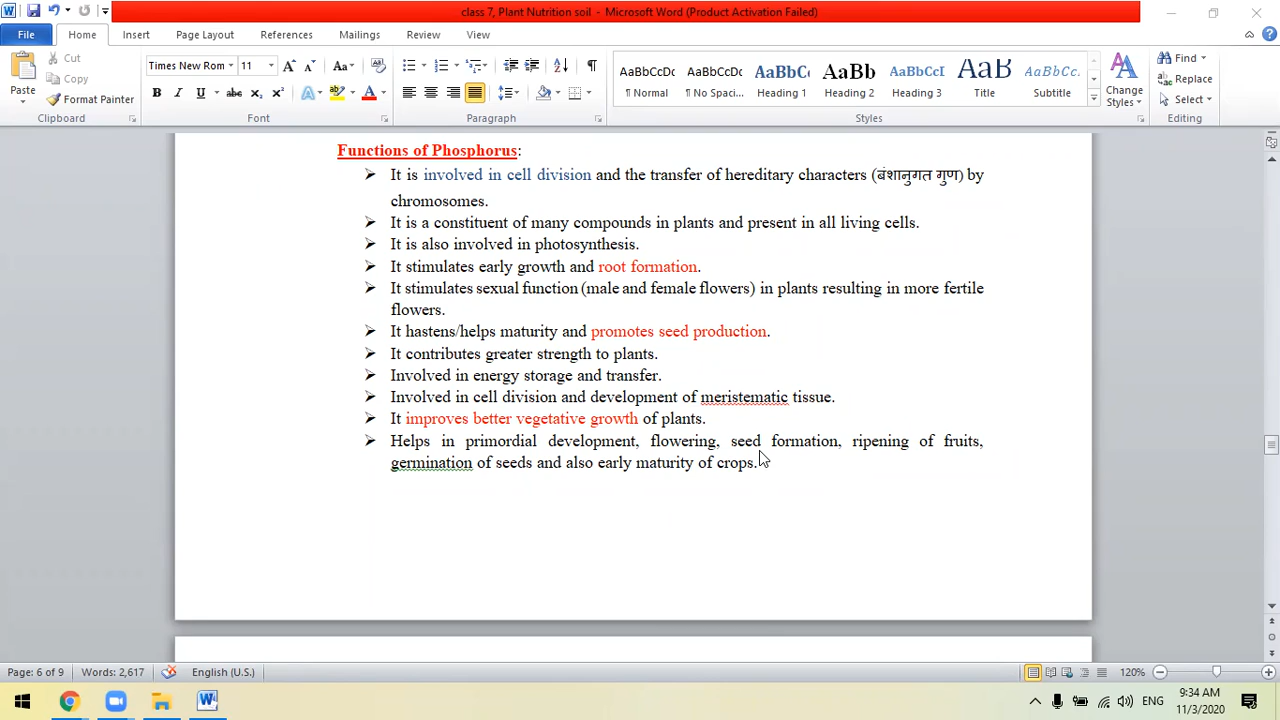 class 7, Plant Nutrition soil - Microsoft Word (Product Activation Failed)
File Home Insert Page Layout References Mailings Review View
Paste
Cut
Copy
Format Painter
Clipboard
Times New Rom 11
Font
Paragraph
AaBbCcDc AaBbCcDc AaBbCc AaBb AaBbCcI AaB AaBbCc.
¶ Normal ¶ No Spaci... Heading 1 Heading 2 Heading 3 Title Subtitle
Change Styles
Styles
Find
Replace
Select
Editing
Functions of Phosphorus:
➢ It is involved in cell division and the transfer of hereditary characters (बंशानुगत गुण) by
chromosomes.
➢ It is a constituent of many compounds in plants and present in all living cells.
➢ It is also involved in photosynthesis.
➢ It stimulates early growth and root formation.
➢ It stimulates sexual function (male and female flowers) in plants resulting in more fertile
flowers.
➢ It hastens/helps maturity and promotes seed production.
➢ It contributes greater strength to plants.
➢ Involved in energy storage and transfer.
➢ Involved in cell division and development of meristematic tissue.
➢ It improves better vegetative growth of plants.
➢ Helps in primordial development, flowering, seed formation, ripening of fruits,
germination of seeds and also early maturity of crops.
Page: 6 of 9 Words: 2,617 English (U.S.) 120%
ENG 9:34 AM
11/3/2020